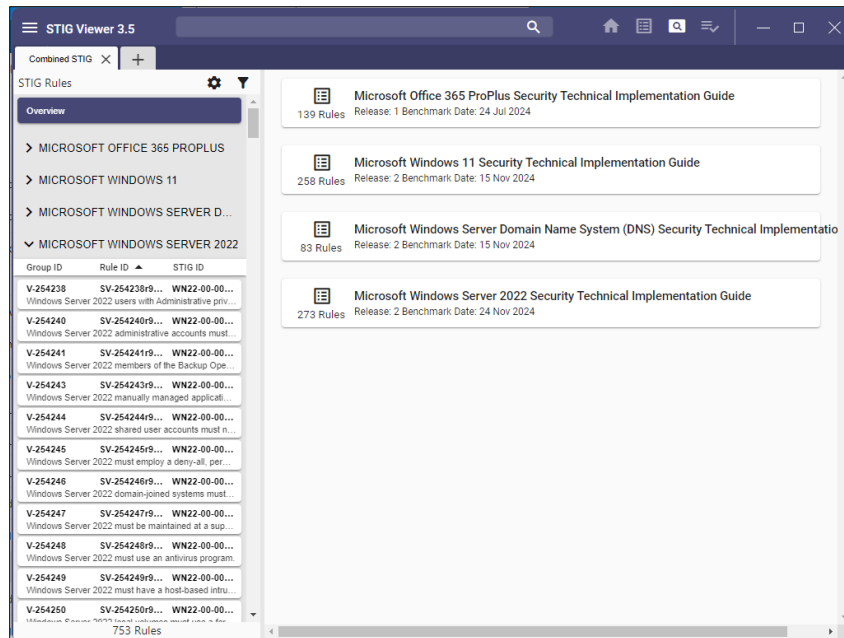 STIG Viewer 3.5
Combined STIG
STIG Rules
Overview
MICROSOFT OFFICE 365 PROPLUS
MICROSOFT WINDOWS 11
MICROSOFT WINDOWS SERVER D...
MICROSOFT WINDOWS SERVER 2022
Group ID Rule ID STIG ID
V-254238 SV-254238r9... WN22-00-00...
Windows Server 2022 users with Administrative priv...
V-254240 SV-254240r9... WN22-00-00...
Windows Server 2022 administrative accounts must...
V-254241 SV-254241r9... WN22-00-00...
Windows Server 2022 members of the Backup Ope...
V-254243 SV-254243r9... WN22-00-00...
Windows Server 2022 manually managed applicati...
V-254244 SV-254244r9... WN22-00-00...
Windows Server 2022 shared user accounts must n...
V-254245 SV-254245r9... WN22-00-00...
Windows Server 2022 must employ a deny-all, per...
V-254246 SV-254246r9... WN22-00-00...
Windows Server 2022 domain-joined systems must...
V-254247 SV-254247r9... WN22-00-00...
Windows Server 2022 must be maintained at a sup...
V-254248 SV-254248r9... WN22-00-00...
Windows Server 2022 must use an antivirus program.
V-254249 SV-254249r9... WN22-00-00...
Windows Server 2022 must have a host-based intru...
V-254250 SV-254250r9... WN22-00-00...
Windows Server 2022 local volumes must use a for...
753 Rules
Microsoft Office 365 ProPlus Security Technical Implementation Guide
139 Rules Release: 1 Benchmark Date: 24 Jul 2024
Microsoft Windows 11 Security Technical Implementation Guide
258 Rules Release: 2 Benchmark Date: 15 Nov 2024
Microsoft Windows Server Domain Name System (DNS) Security Technical Implementatio
83 Rules Release: 2 Benchmark Date: 15 Nov 2024
Microsoft Windows Server 2022 Security Technical Implementation Guide
273 Rules Release: 2 Benchmark Date: 24 Nov 2024